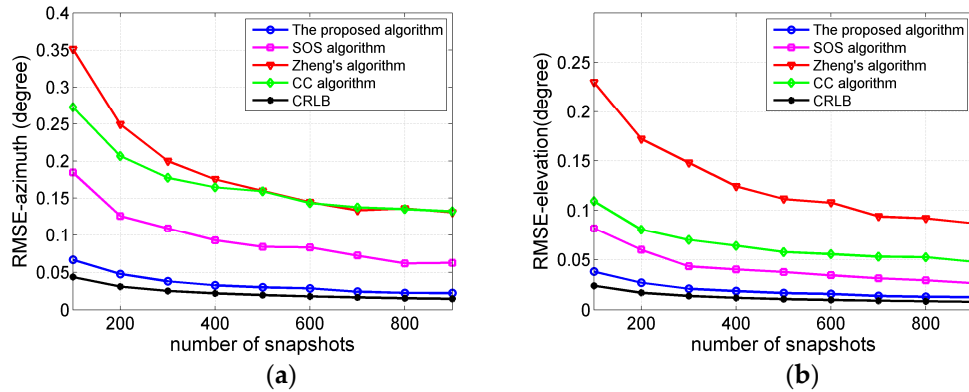 0.4
0.35
0.3
0.25
0.2
0.15
0.1
0.05
0
RMSE-azimuth (degree)
The proposed algorithm
SOS algorithm
Zheng's algorithm
CC algorithm
CRLB
200 400 600 800
number of snapshots
(a)
0.25
0.2
0.15
0.1
0.05
0
RMSE-elevation(degree)
The proposed algorithm
SOS algorithm
Zheng's algorithm
CC algorithm
CRLB
200 400 600 800
number of snapshots
(b)